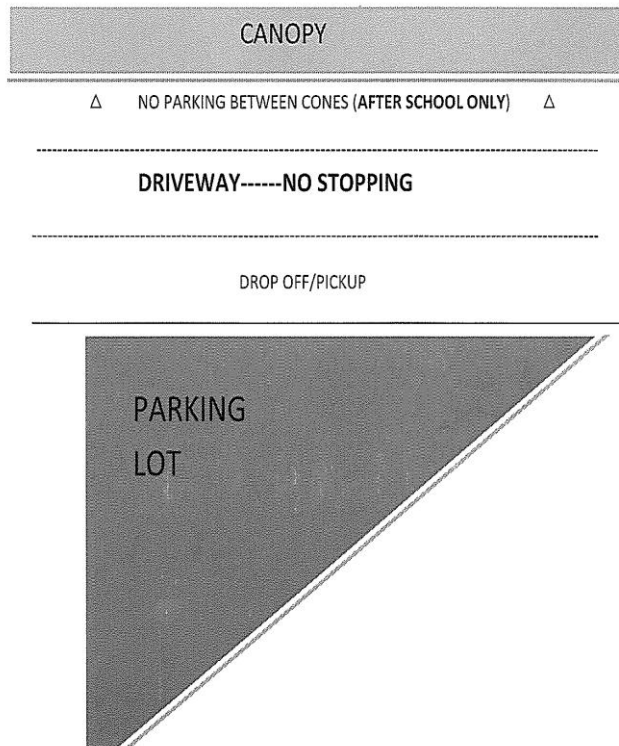 CANOPY
Δ NO PARKING BETWEEN CONES (AFTER SCHOOL ONLY) Δ
DRIVEWAY------NO STOPPING
DROP OFF/PICKUP
PARKING
LOT